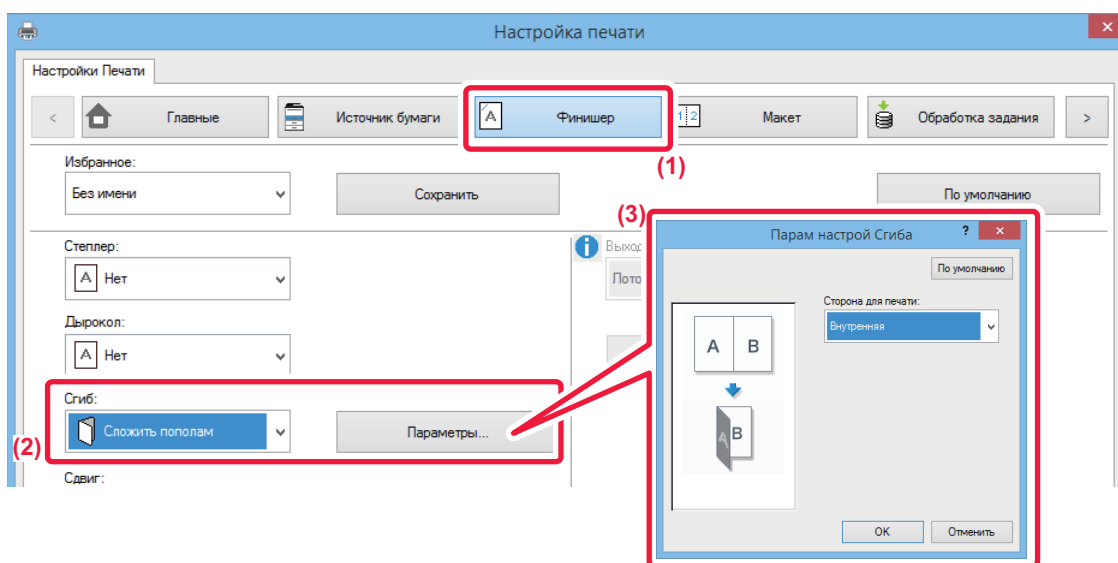 Настройка печати
Настройки Печати
< Главные Источник бумаги A Финишер 1 2 Макет Обработка задания >
(1)
Избранное:
Без имени Сохранить По умолчанию
(3)
Степлер:
A Нет
Дырокол:
A Нет
Сгиб:
(2) Сложить пополам Параметры...
Сдвиг:
Парам настрой Сгиба ?
По умолчанию
Сторона для печати:
Внутренняя
A B
A B
OK Отменить